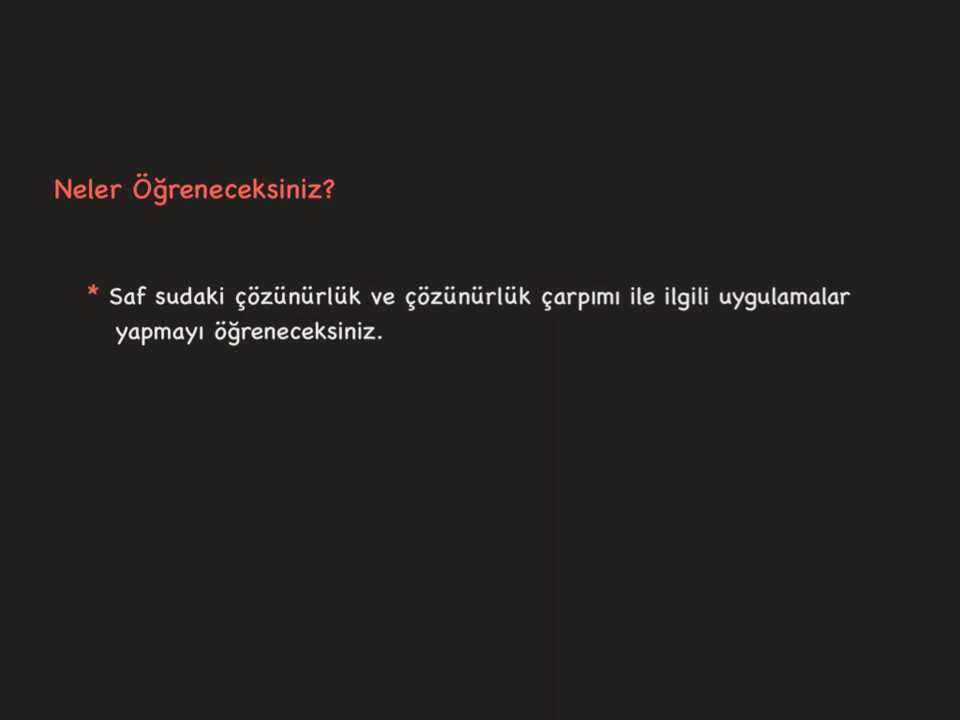 Neler Öğreneceksiniz?
* Saf sudaki çözünürlük ve çözünürlük çarpımı ile ilgili uygulamalar
yapmayı öğreneceksiniz.